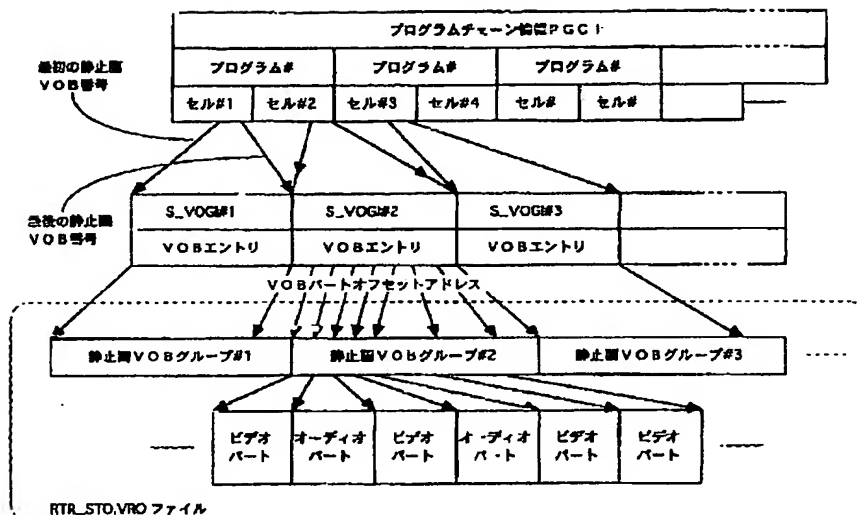 プログラムチェーン情報PGCI
プログラム# プログラム# プログラム#
セル#1 セル#2 セル#3 セル#4 セル# セル#
最初の静止画
VOB番号
最後の静止画
VOB番号
S_VOGI#1 S_VOGI#2 S_VOGI#3
VOBエントリ VOBエントリ VOBエントリ
VOBパートオフセットアドレス
静止画VOBグループ#1 静止画VOBグループ#2 静止画VOBグループ#3
ビデオ オーディオ ビデオ オーディオ ビデオ ビデオ
パート パート パート パート パート パート
RTR_STO.VRO ファイル